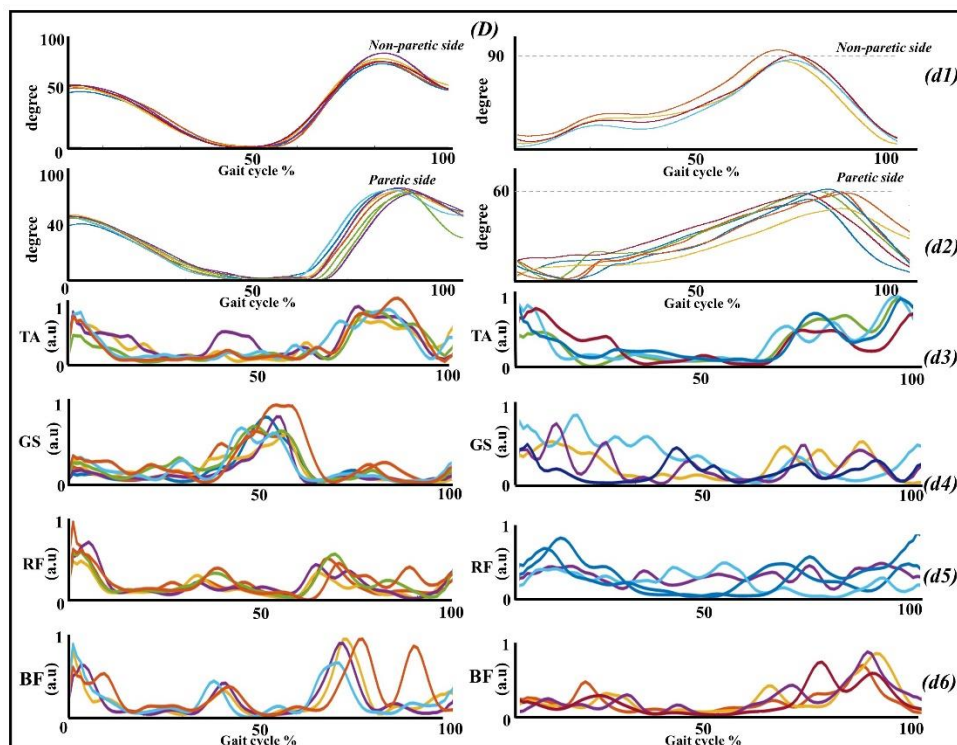 (D)
100
50
0
degree
Non-paretic side
50
100
Gait cycle %
90
degree
Non-paretic side
(d1)
50
100
Gait cycle %
100
40
0
degree
Paretic side
50
100
Gait cycle %
60
0
degree
Paretic side
(d2)
50
100
Gait cycle %
TA
(a.u)
1
0
50
100
TA
(a.u)
1
0
50
100
(d3)
GS
(a.u)
1
0
50
100
GS
(a.u)
1
0
50
100
(d4)
RF
(a.u)
1
0
50
100
RF
(a.u)
1
0
50
100
(d5)
BF
(a.u)
1
0
50
100
Gait cycle %
BF
(a.u)
1
0
50
100
Gait cycle %
(d6)